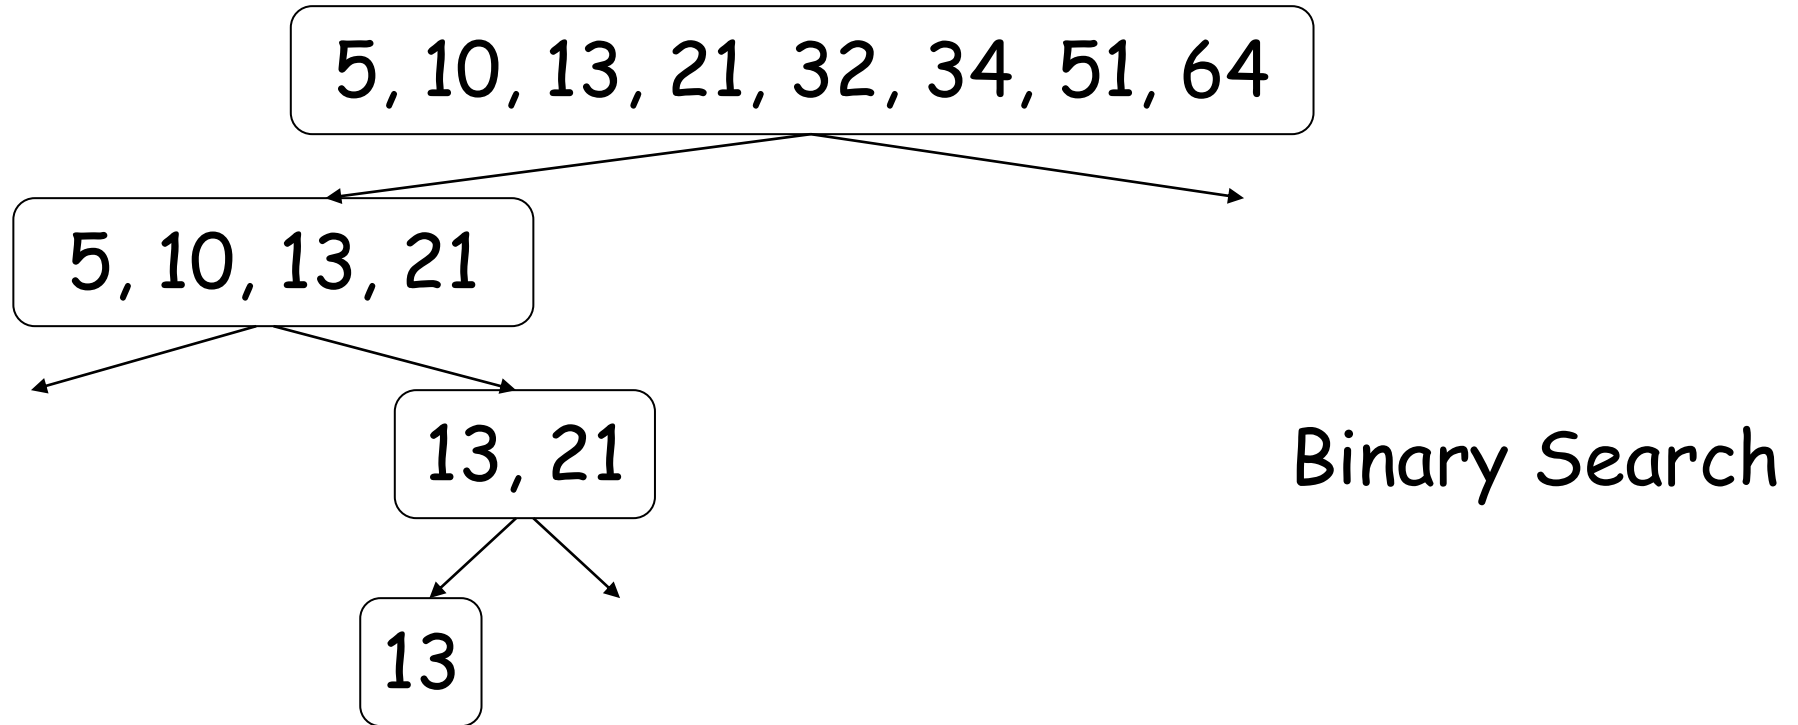 5, 10, 13, 21, 32, 34, 51, 64
5, 10, 13, 21
13, 21
Binary Search
13